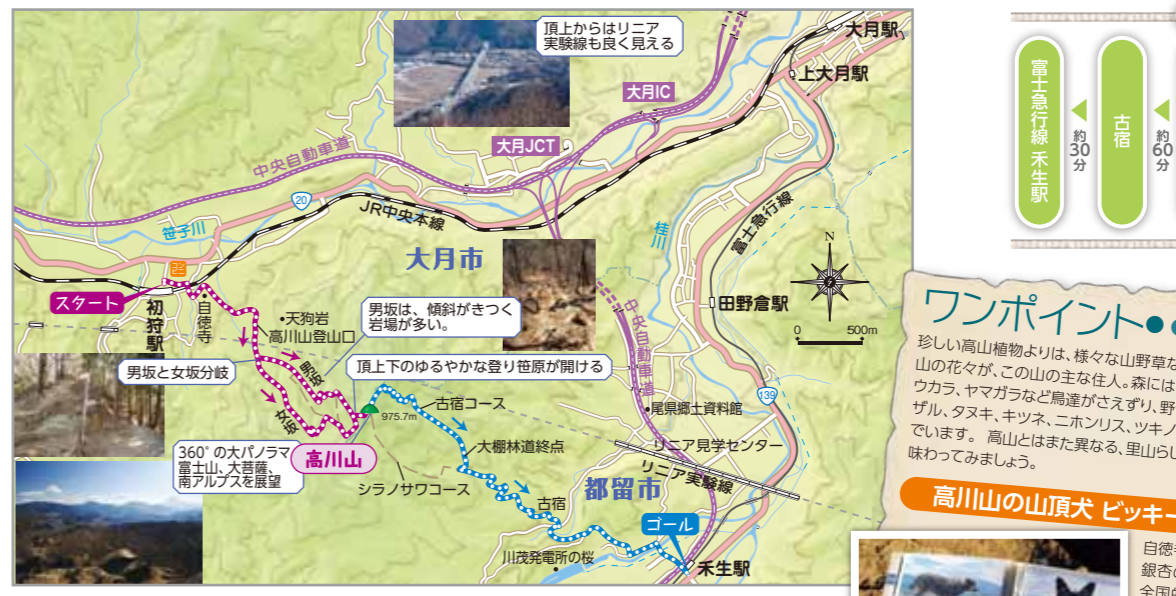 頂上からはリニア
実験線も良く見える
大月駅
上大月駅
大月IC
大月JCT
中央自動車道
20
JR中央本線
笹子川
大月市
桂川
富士急行線
N
0 500m
スタート
初狩駅
自徳寺
天狗岩
高川山登山口
男坂は、傾斜がきつく
岩場が多い。
中央自動車道
田野倉駅
男坂と女坂分岐
男坂
女坂
頂上下のゆるやかな登り笹原が開ける
139
975.7m
古宿コース
尾県郷土資料館
360°の大パノラマ
富士山、大菩薩、
南アルプスを展望
高川山
大棚林道終点
リニア見学センター
リニア実験線
シラノサワコース
都留市
古宿
ゴール
川茂発電所の桜
禾生駅
約60分
古宿
約30分
富士急行線 禾生駅
ワンポイント
珍しい高山植物よりは、様々な山野草な
山の花々が、この山の主な住人。森には
ウカラ、ヤマガラなど鳥達がさえずり、野
ザル、タヌキ、キツネ、ニホンリス、ツキノ
でいます。 高山とはまた異なる、里山らし
味わってみましょう。
高川山の山頂犬 ビッキー
自徳寺
銀杏の
全国